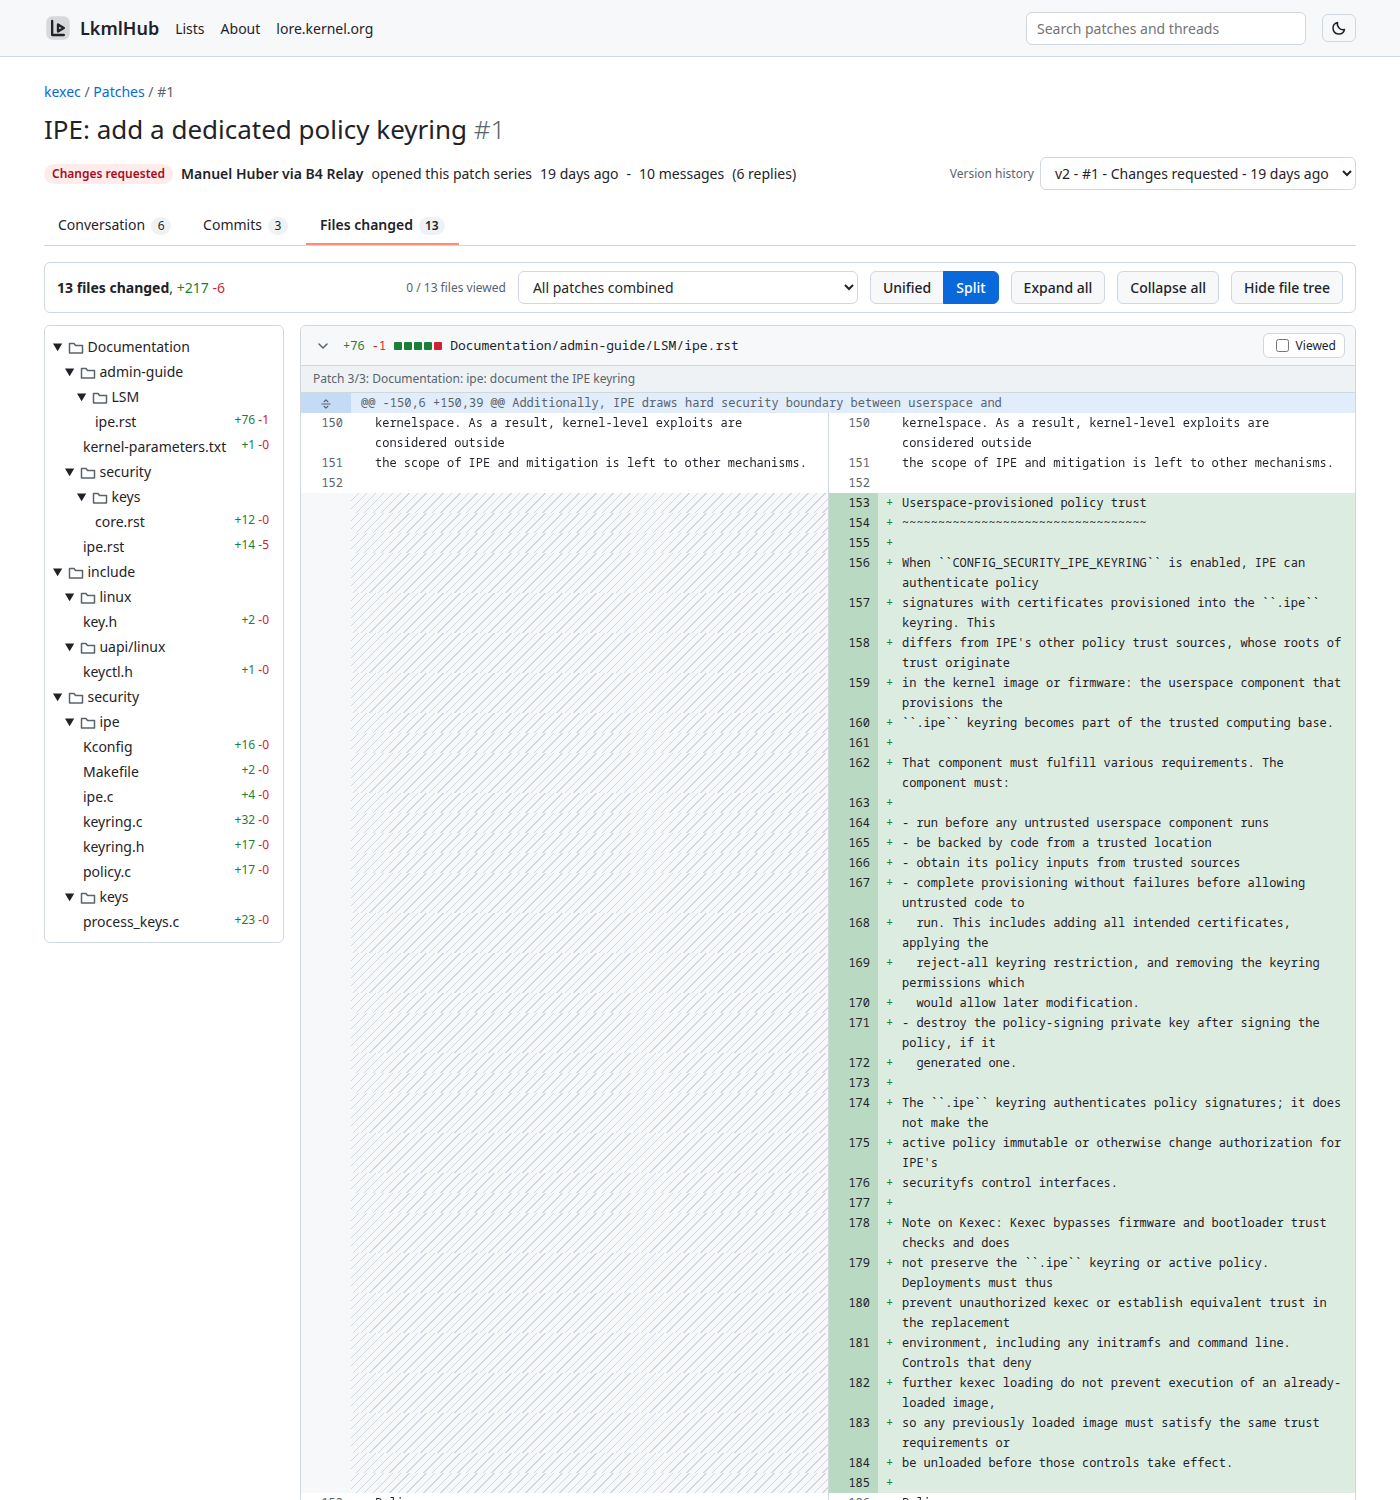 LkmlHub Lists About lore.kernel.org Search patches and threads
kexec / Patches / #1
IPE: add a dedicated policy keyring #1
Changes requested Manuel Huber via B4 Relay opened this patch series 19 days ago - 10 messages (6 replies) Version history v2 - #1 - Changes requested - 19 days ago
Conversation 6 Commits 3 Files changed 13
13 files changed, +217 -6 0 / 13 files viewed All patches combined Unified Split Expand all Collapse all Hide file tree
Documentation
admin-guide
LSM
ipe.rst +76 -1
kernel-parameters.txt +1 -0
security
keys
core.rst +12 -0
ipe.rst +14 -5
include
linux
key.h +2 -0
uapi/linux
keyctl.h +1 -0
security
ipe
Kconfig +16 -0
Makefile +2 -0
ipe.c +4 -0
keyring.c +32 -0
keyring.h +17 -0
policy.c +17 -0
keys
process_keys.c +23 -0
+76 -1 Documentation/admin-guide/LSM/ipe.rst Viewed
Patch 3/3: Documentation: ipe: document the IPE keyring
@@ -150,6 +150,39 @@ Additionally, IPE draws hard security boundary between userspace and
150 kernelspace. As a result, kernel-level exploits are
considered outside
151 the scope of IPE and mitigation is left to other mechanisms.
152
150 kernelspace. As a result, kernel-level exploits are
considered outside
151 the scope of IPE and mitigation is left to other mechanisms.
152
153 + Userspace-provisioned policy trust
154 + ~~~~~~~~~~~~~~~~~~~~~~~~~~~~~~~~~~
155 +
156 + When ``CONFIG_SECURITY_IPE_KEYRING`` is enabled, IPE can
authenticate policy
157 + signatures with certificates provisioned into the ``.ipe``
keyring. This
158 + differs from IPE's other policy trust sources, whose roots of
trust originate
159 + in the kernel image or firmware: the userspace component that
provisions the
160 + ``.ipe`` keyring becomes part of the trusted computing base.
161 +
162 + That component must fulfill various requirements. The
component must:
163 +
164 + - run before any untrusted userspace component runs
165 + - be backed by code from a trusted location
166 + - obtain its policy inputs from trusted sources
167 + - complete provisioning without failures before allowing
untrusted code to
168 + run. This includes adding all intended certificates,
applying the
169 + reject-all keyring restriction, and removing the keyring
permissions which
170 + would allow later modification.
171 + - destroy the policy-signing private key after signing the
policy, if it
172 + generated one.
173 +
174 + The ``.ipe`` keyring authenticates policy signatures; it does
not make the
175 + active policy immutable or otherwise change authorization for
IPE's
176 + securityfs control interfaces.
177 +
178 + Note on Kexec: Kexec bypasses firmware and bootloader trust
checks and does
179 + not preserve the ``.ipe`` keyring or active policy.
Deployments must thus
180 + prevent unauthorized kexec or establish equivalent trust in
the replacement
181 + environment, including any initramfs and command line.
Controls that deny
182 + further kexec loading do not prevent execution of an already-
loaded image,
183 + so any previously loaded image must satisfy the same trust
requirements or
184 + be unloaded before those controls take effect.
185 +